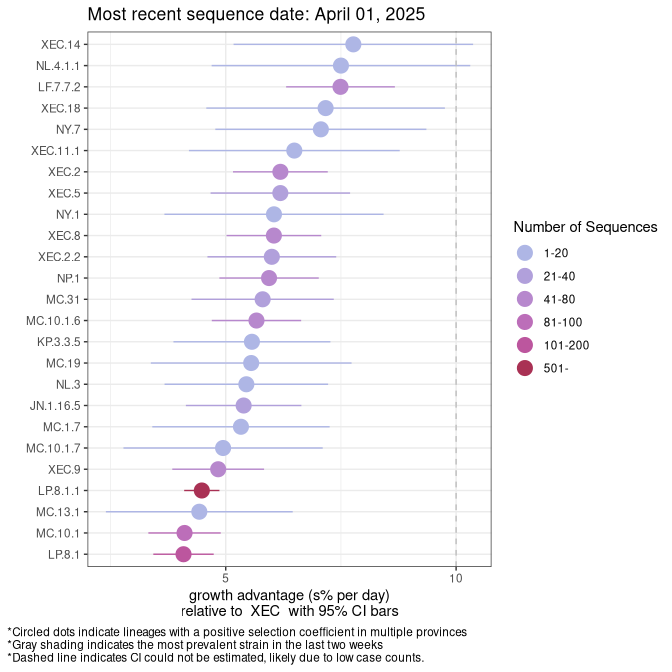 Most recent sequence date: April 01, 2025
XEC.14
NL.4.1.1
LF.7.7.2
XEC.18
NY.7
XEC.11.1
XEC.2
XEC.5
NY.1
XEC.8
XEC.2.2
NP.1
MC.31
MC.10.1.6
KP.3.3.5
MC.19
NL.3
JN.1.16.5
MC.1.7
MC.10.1.7
XEC.9
LP.8.1.1
MC.13.1
MC.10.1
LP.8.1
5
10
growth advantage (s% per day)
relative to XEC with 95% CI bars
Number of Sequences
1-20
21-40
41-80
81-100
101-200
501-
*Circled dots indicate lineages with a positive selection coefficient in multiple provinces
*Gray shading indicates the most prevalent strain in the last two weeks
*Dashed line indicates CI could not be estimated, likely due to low case counts.